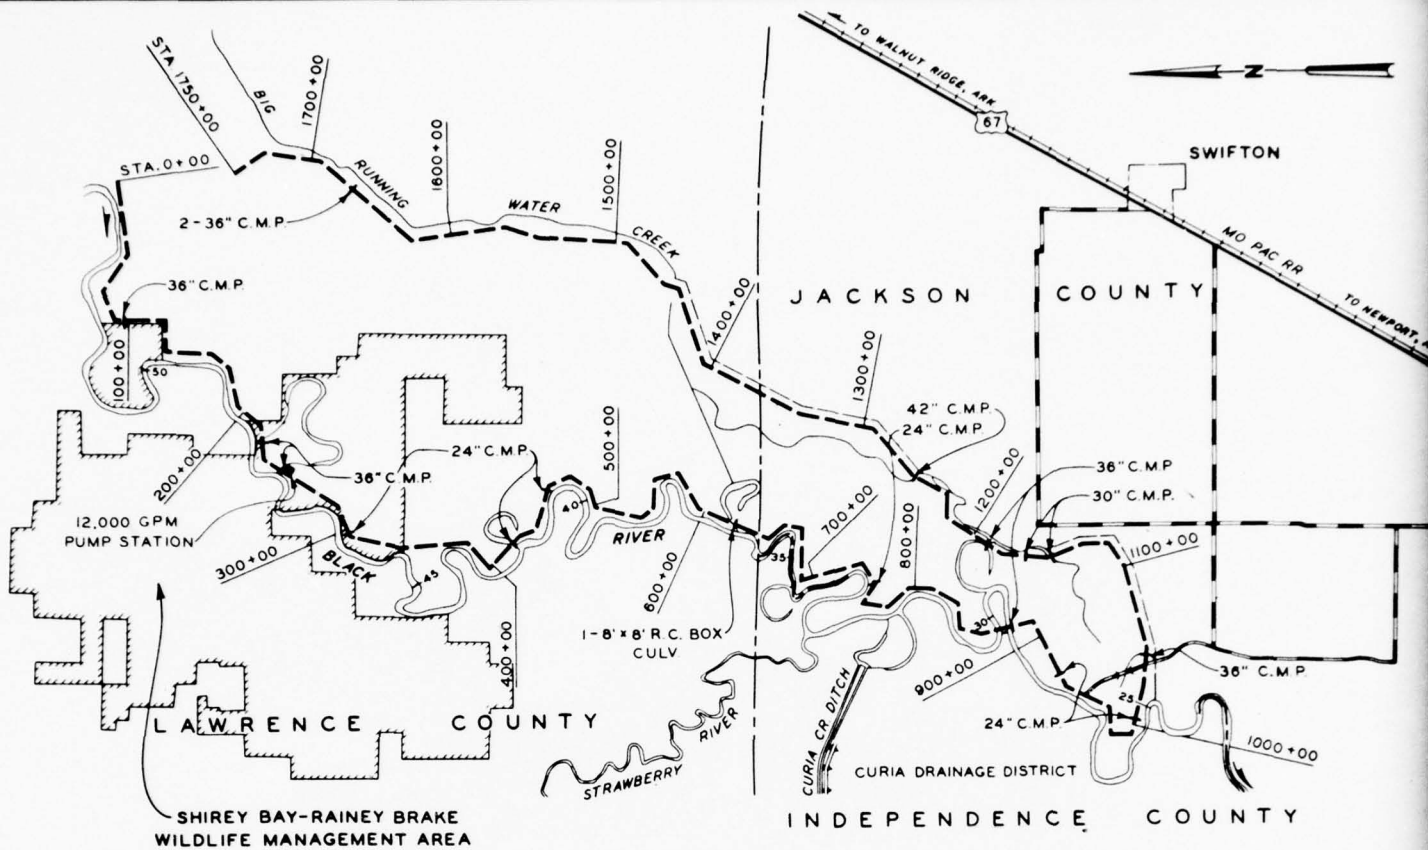 TO WALNUT RIDGE, ARK
67
N
SWIFTON
MO PAC RR
TO NEWPORT, A
STA. 1750+00
BIG
1700+00
STA. 0+00
RUNNING
1600+00
2-36" C.M.P.
WATER
1500+00
CREEK
36" C.M.P.
JACKSON COUNTY
1400+00
1300+00
100+00
50
42" C.M.P.
24" C.M.P.
200+00
36" C.M.P.
24" C.M.P.
500+00
40
1200+00
36" C.M.P.
30" C.M.P.
12,000 GPM
PUMP STATION
300+00
BLACK
RIVER
45
600+00
35
700+00
800+00
1100+00
1-8' x 8' R.C. BOX
CULV.
400+00
30
900+00
36" C.M.P.
25
24" C.M.P.
1000+00
LAWRENCE COUNTY
STRAWBERRY
RIVER
CURIA CR DITCH
CURIA DRAINAGE DISTRICT
INDEPENDENCE COUNTY
SHIREY BAY-RAINEY BRAKE
WILDLIFE MANAGEMENT AREA